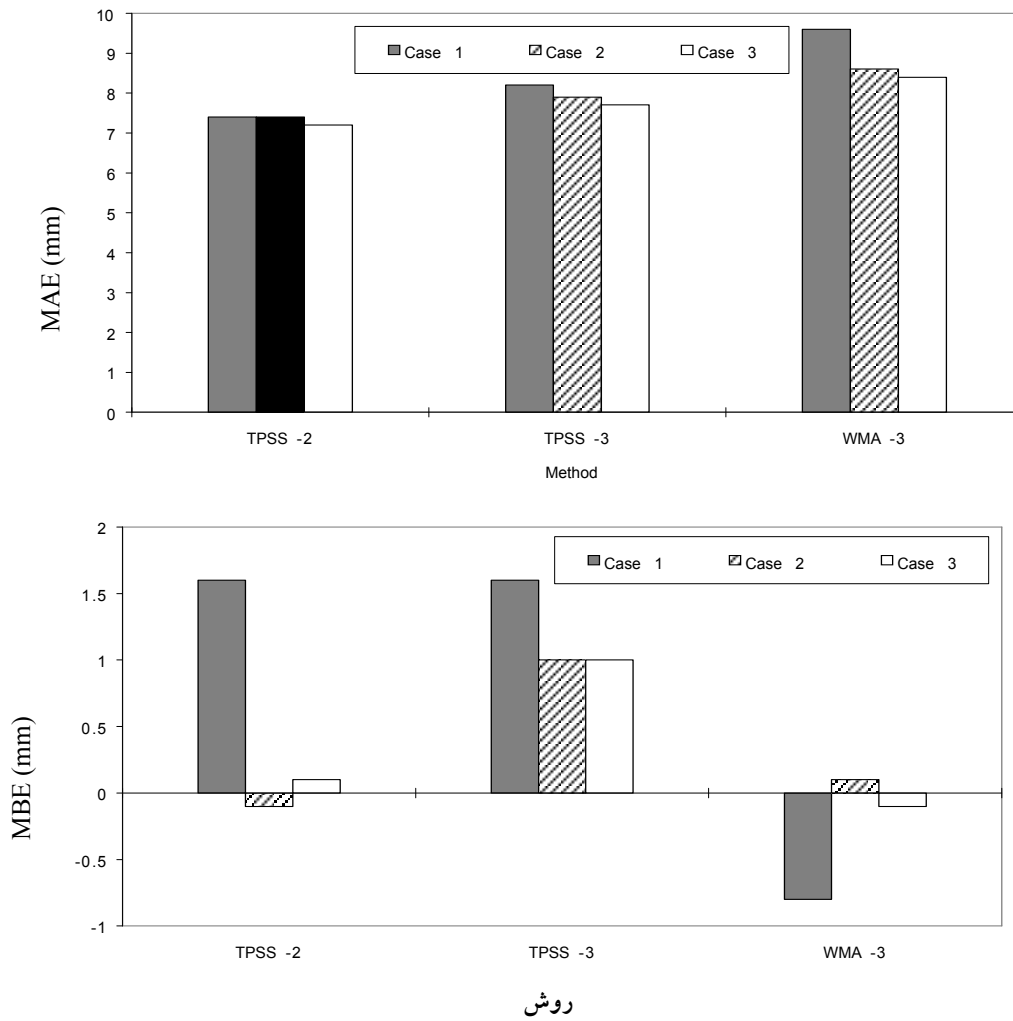 10
9
8
7
6
5
4
3
2
1
0
MAE (mm)
Case 1 Case 2 Case 3
TPSS -2 TPSS -3 WMA -3
Method
2
1.5
1
0.5
0
-0.5
-1
MBE (mm)
Case 1 Case 2 Case 3
TPSS -2 TPSS -3 WMA -3
روش